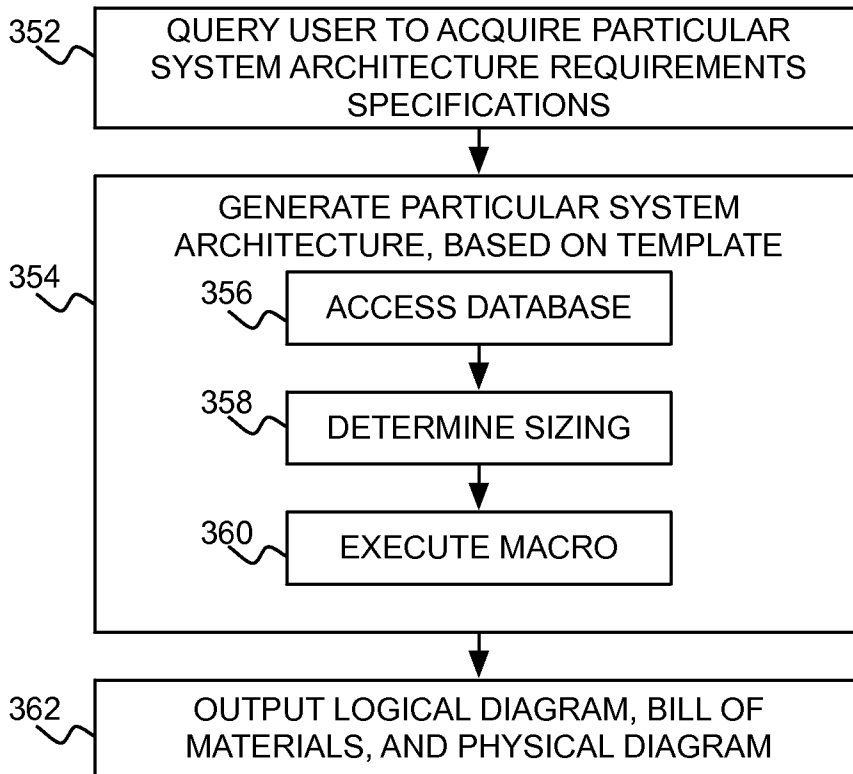 352
QUERY USER TO ACQUIRE PARTICULAR
SYSTEM ARCHITECTURE REQUIREMENTS
SPECIFICATIONS
354
GENERATE PARTICULAR SYSTEM
ARCHITECTURE, BASED ON TEMPLATE
356
ACCESS DATABASE
358
DETERMINE SIZING
360
EXECUTE MACRO
362
OUTPUT LOGICAL DIAGRAM, BILL OF
MATERIALS, AND PHYSICAL DIAGRAM